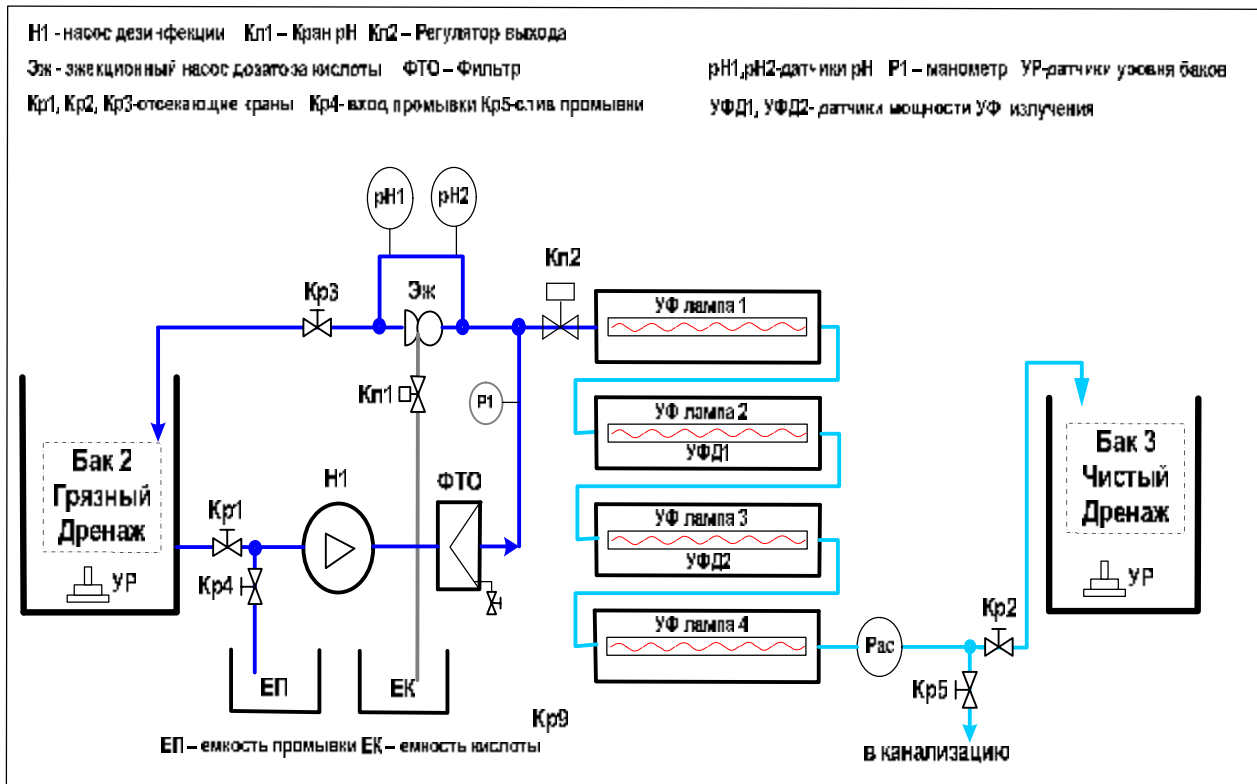 Н1 - насос дезинфекции Кл1 – Кран рН Кл2 – Регулятор выхода
Эж - эжекционный насос дозатора кислоты ФТО – Фильтр
рН1,рН2-датчики рН Р1 – манометр УР-датчики уровня баков
Кр1, Кр2, Кр3-отсекающие краны Кр4- вход промывки Кр5-слив промывки
УФД1, УФД2- датчики мощности УФ излучения
рН1
рН2
Кл2
Кр3
Эж
УФ лампа 1
Кл1
Р1
УФ лампа 2
УФД1
Бак 2
Грязный
Дренаж
Бак 3
Чистый
Дренаж
Н1
ФТО
Кр1
УФ лампа 3
УФД2
УР
Кр4
УР
Кр2
УФ лампа 4
Рас
Кр5
ЕП
ЕК
Кр9
ЕП – емкость промывки ЕК – емкость кислоты
в канализацию